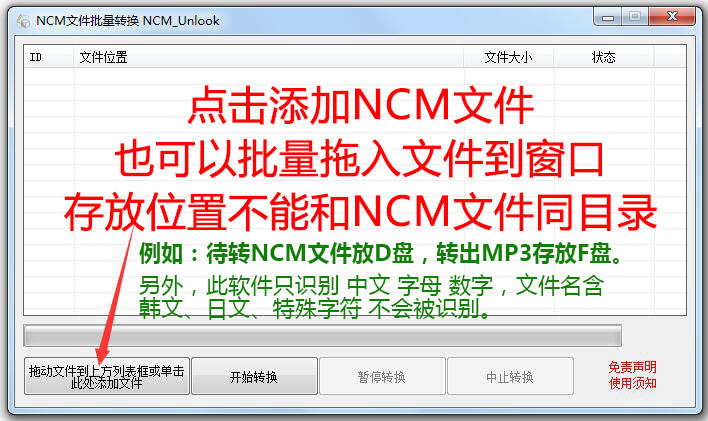 NCM文件批量转换 NCM_Unlook
ID 文件位置 文件大小 状态
点击添加NCM文件
也可以批量拖入文件到窗口
存放位置不能和NCM文件同目录
例如：待转NCM文件放D盘，转出MP3存放F盘。
另外，此软件只识别 中文 字母 数字，文件名含
韩文、日文、特殊字符 不会被识别。
拖动文件到上方列表框或单击
此处添加文件
开始转换
暂停转换
中止转换
免责声明
使用须知